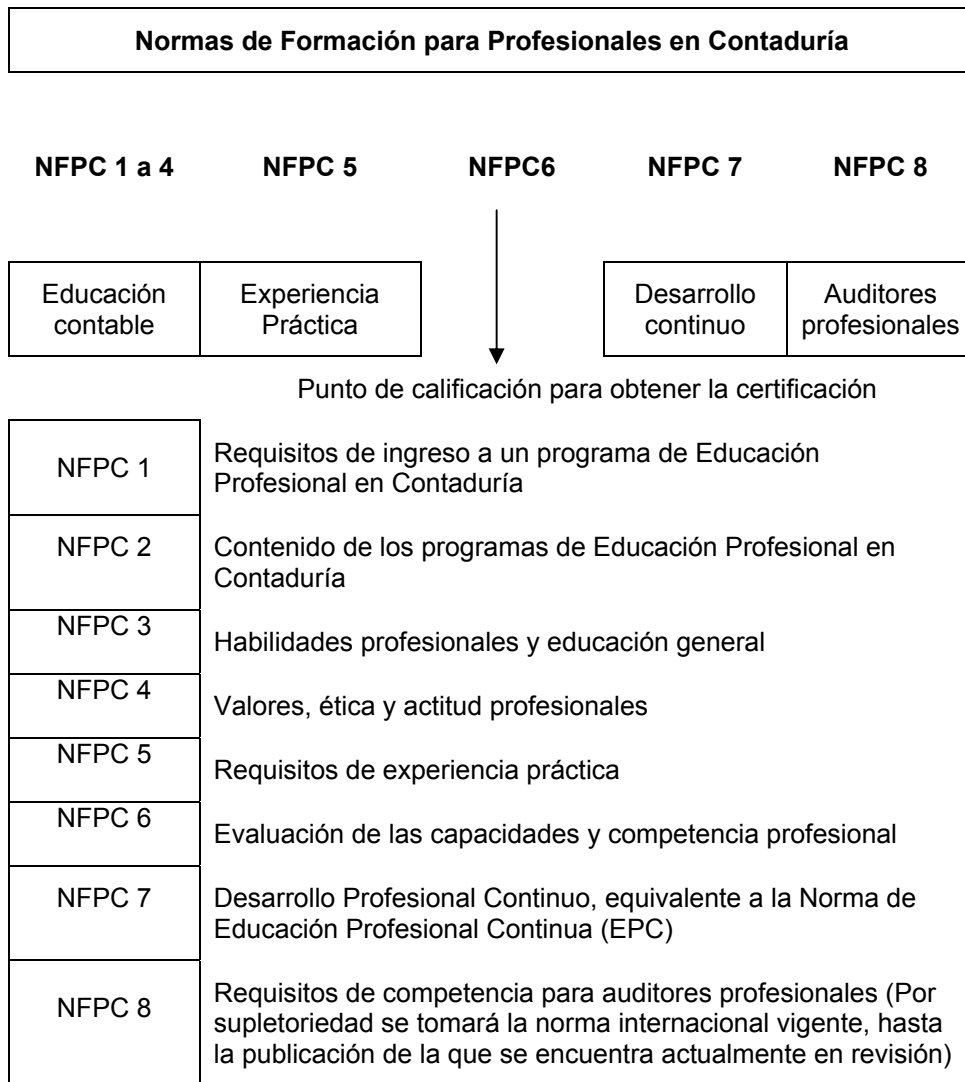 Normas de Formación para Profesionales en Contaduría
NFPC 1 a 4 NFPC 5 NFPC6 NFPC 7 NFPC 8
Educación contable
Experiencia Práctica
Desarrollo continuo
Auditores profesionales
Punto de calificación para obtener la certificación
NFPC 1
Requisitos de ingreso a un programa de Educación
Profesional en Contaduría
NFPC 2
Contenido de los programas de Educación Profesional en
Contaduría
NFPC 3
Habilidades profesionales y educación general
NFPC 4
Valores, ética y actitud profesionales
NFPC 5
Requisitos de experiencia práctica
NFPC 6
Evaluación de las capacidades y competencia profesional
NFPC 7
Desarrollo Profesional Continuo, equivalente a la Norma de
Educación Profesional Continua (EPC)
NFPC 8
Requisitos de competencia para auditores profesionales (Por
supletoriedad se tomará la norma internacional vigente, hasta
la publicación de la que se encuentra actualmente en revisión)